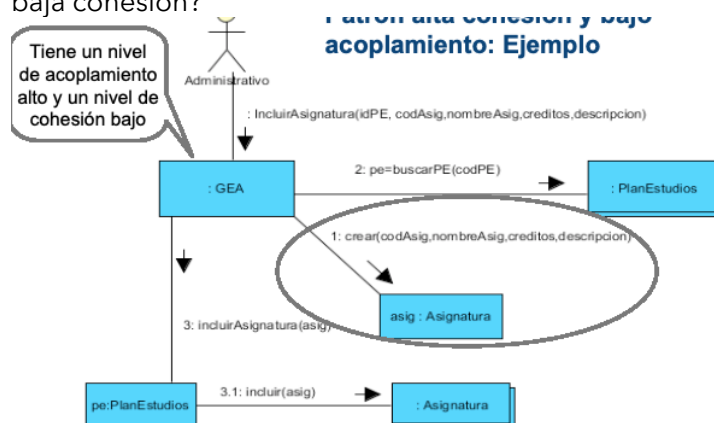 baja cohesión?
Patrón alta cohesión y bajo
acoplamiento: Ejemplo
Tiene un nivel
de acoplamiento
alto y un nivel de
cohesión bajo
Administrativo
: IncluirAsignatura(idPE, codAsig,nombreAsig,creditos,descripcion)
2: pe=buscarPE(codPE)
: GEA
: PlanEstudios
1: crear(codAsig,nombreAsig,creditos,descripcion)
asig : Asignatura
3: incluirAsignatura(asig)
3.1: incluir(asig)
pe:PlanEstudios
: Asignatura